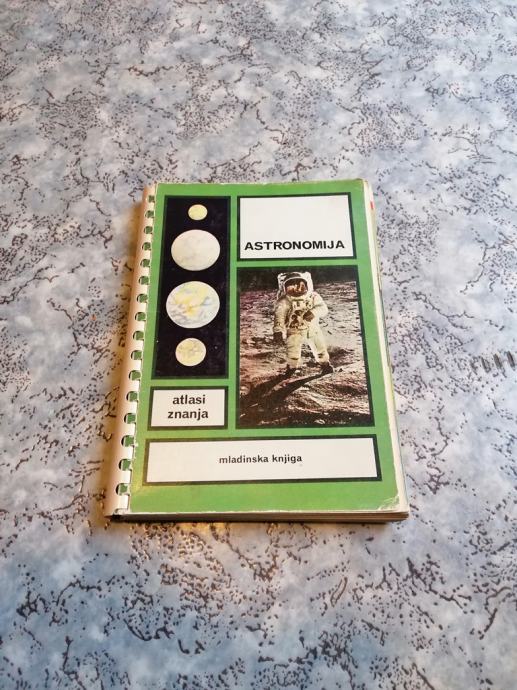 ASTRONOMIJA
atlasi
znanja
mladinska knjiga